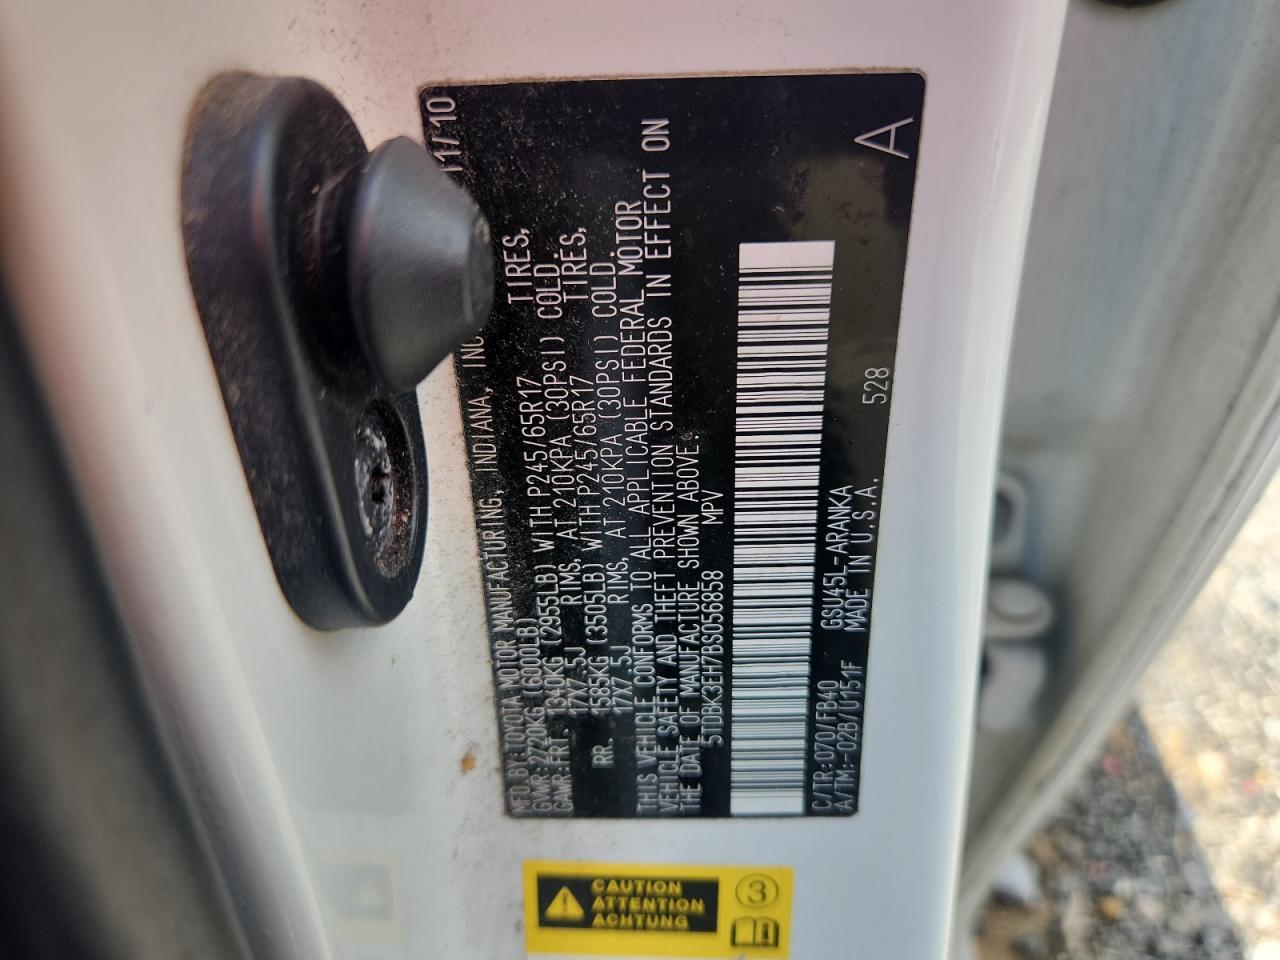 11/10
MFD.BY:TOYOTA MOTOR MANUFACTURING, INDIANA, INC
GVWR:2720KG (6000LB)
GAWR:FRT. 1340KG (2955LB) WITH P245/65R17 TIRES,
17X7.5J RIMS, AT 210KPA (30PSI) COLD.
RR. 1585KG (3505LB) WITH P245/65R17 TIRES,
17X7.5J RIMS, AT 210KPA (30PSI) COLD.
THIS VEHICLE CONFORMS TO ALL APPLICABLE FEDERAL MOTOR
VEHICLE SAFETY AND THEFT PREVENTION STANDARDS IN EFFECT ON
THE DATE OF MANUFACTURE SHOWN ABOVE.
5TDBK3EH7BS056858 MPV
C/TR:070/FB40 GSU45L-ARANKA
A/TM:-02B/U151F MADE IN U.S.A. 528 A
CAUTION
ATTENTION
ACHTUNG
3